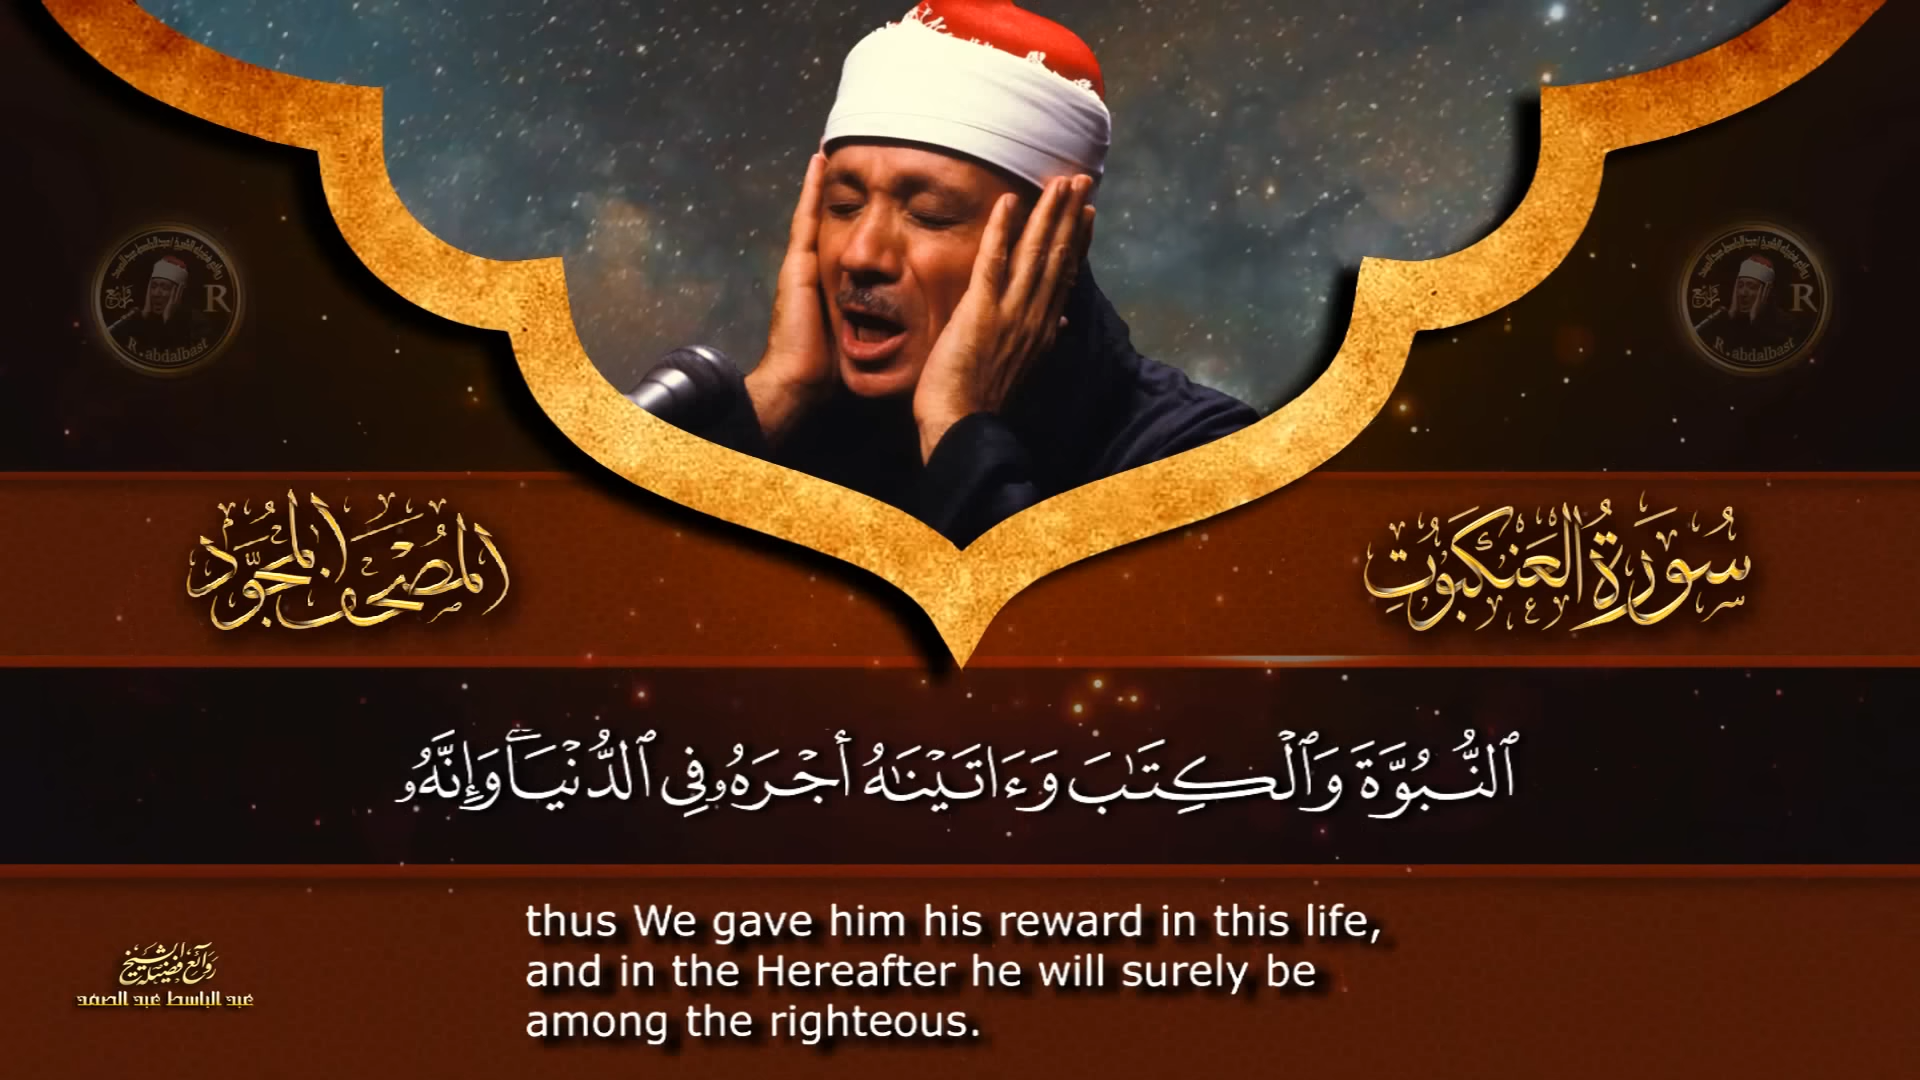 R
R.abdalbast
R
R.abdalbast
سُورَةُ العَنكَبُوتِ
المُصْحَفُ المُجَوَّد
ٱلنُّبُوَّةَ وَٱلْكِتَٰبَ وَءَاتَيْنَٰهُ أَجْرَهُۥ فِى ٱلدُّنْيَا ۖ وَإِنَّهُۥ
thus We gave him his reward in this life,
and in the Hereafter he will surely be
among the righteous.
روائع فضيلة الشيخ
عبد الباسط عبد الصمد